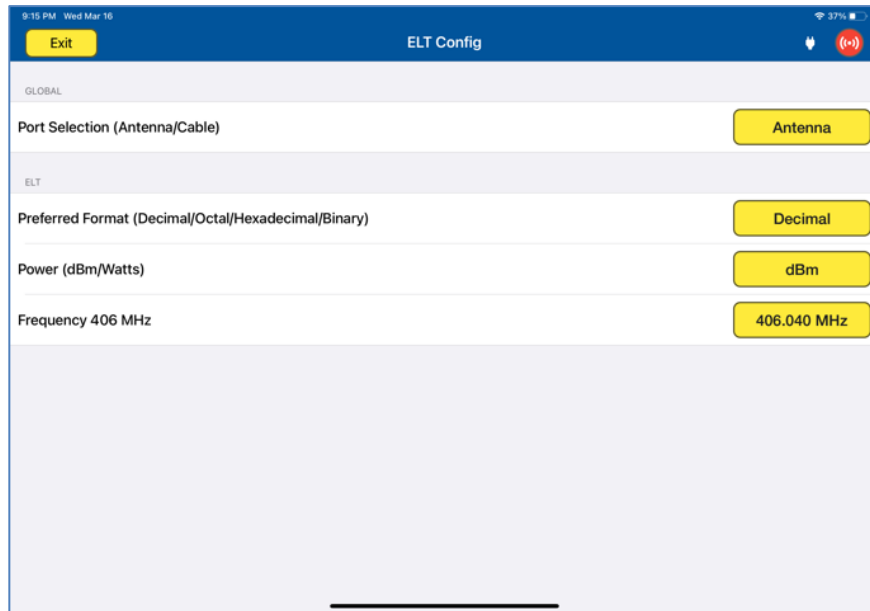 9:15 PM Wed Mar 16
37%
Exit
ELT Config
GLOBAL
Port Selection (Antenna/Cable)
Antenna
ELT
Preferred Format (Decimal/Octal/Hexadecimal/Binary)
Decimal
Power (dBm/Watts)
dBm
Frequency 406 MHz
406.040 MHz